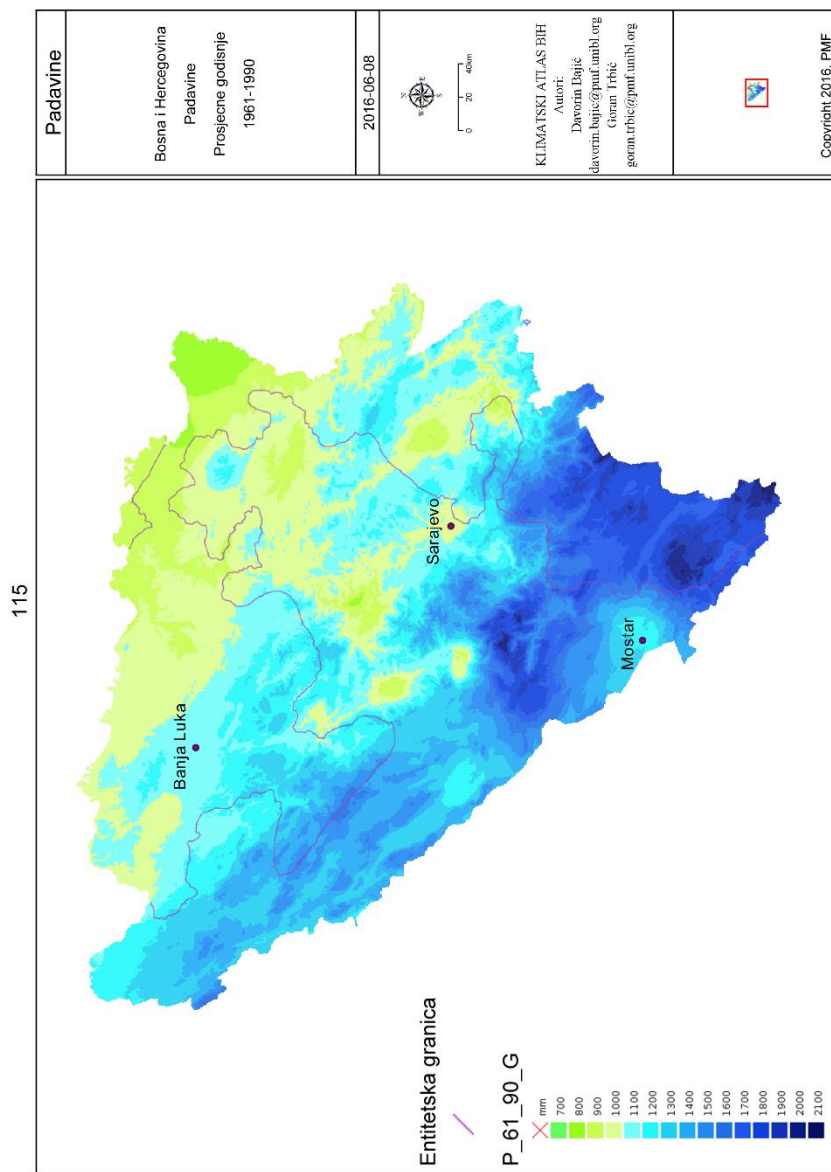 115
Padavine
Bosna i Hercegovina
Padavine
Prosjecne godisnje
1961-1990
2016-06-08
N
W
E
S
0
20
40km
KLIMATSKI ATLAS BIH
Autori:
Davorin Bajić
davorin.bajic@pmf.unibl.org
Goran Trbić
goran.trbic@pmf.unibl.org
Copyright 2016. PMF
Banja Luka
Sarajevo
Mostar
Entitetska granica
P_61_90_G
mm
700
800
900
1000
1100
1200
1300
1400
1500
1600
1700
1800
1900
2000
2100